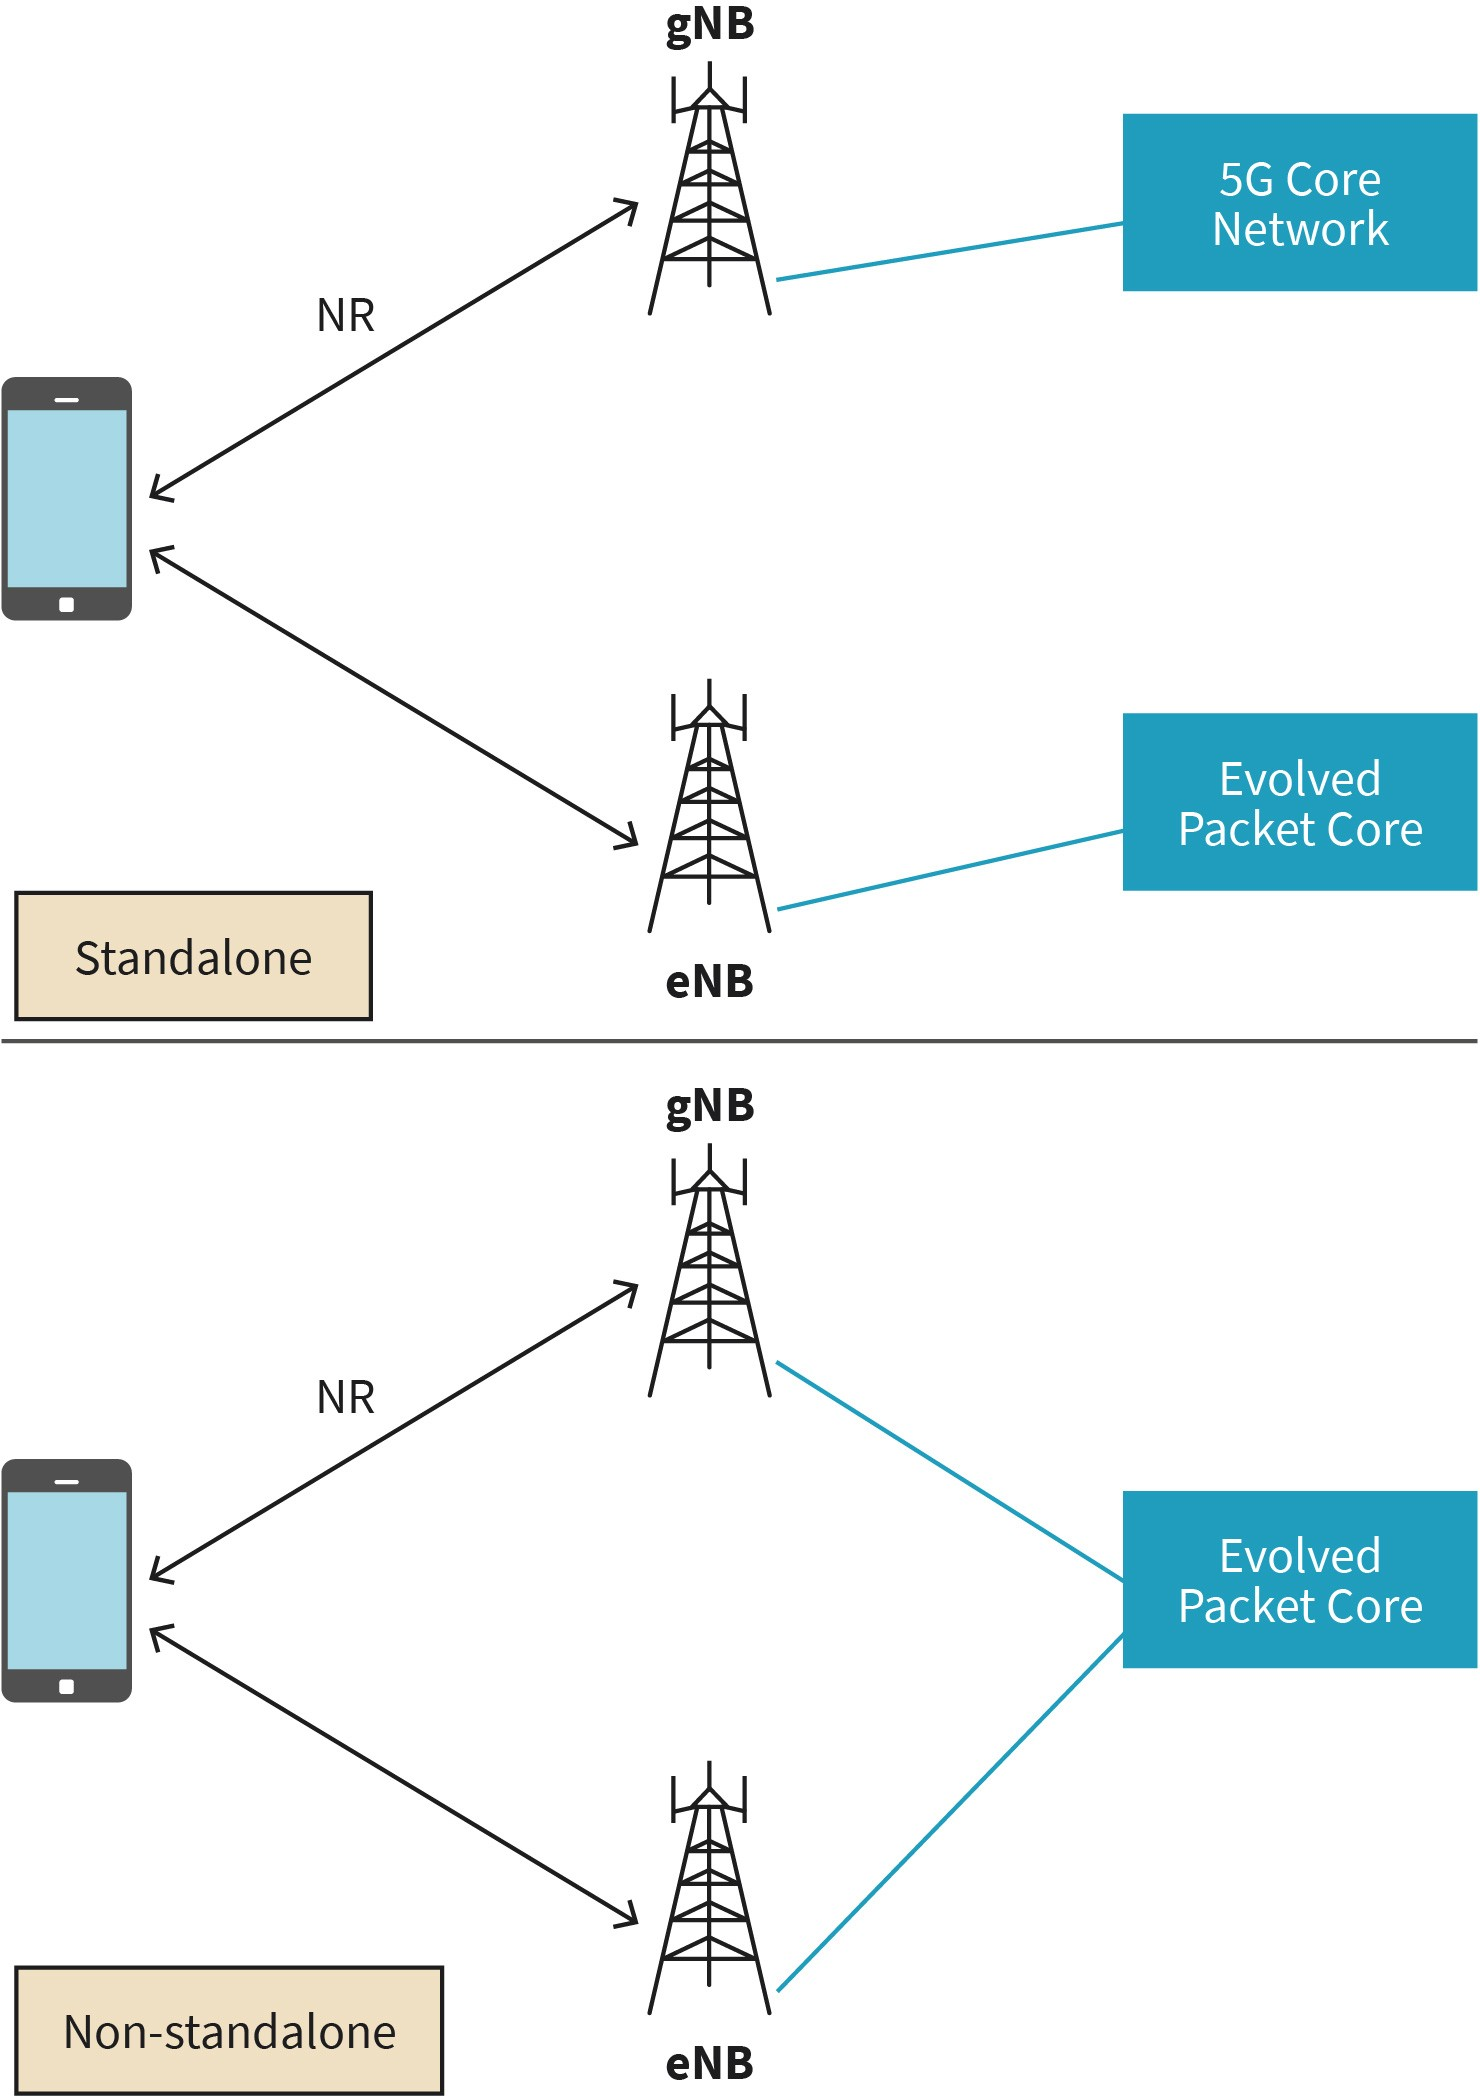 gNB
5G Core
Network
NR
Evolved
Packet Core
Standalone
eNB
gNB
NR
Evolved
Packet Core
Non-standalone
eNB